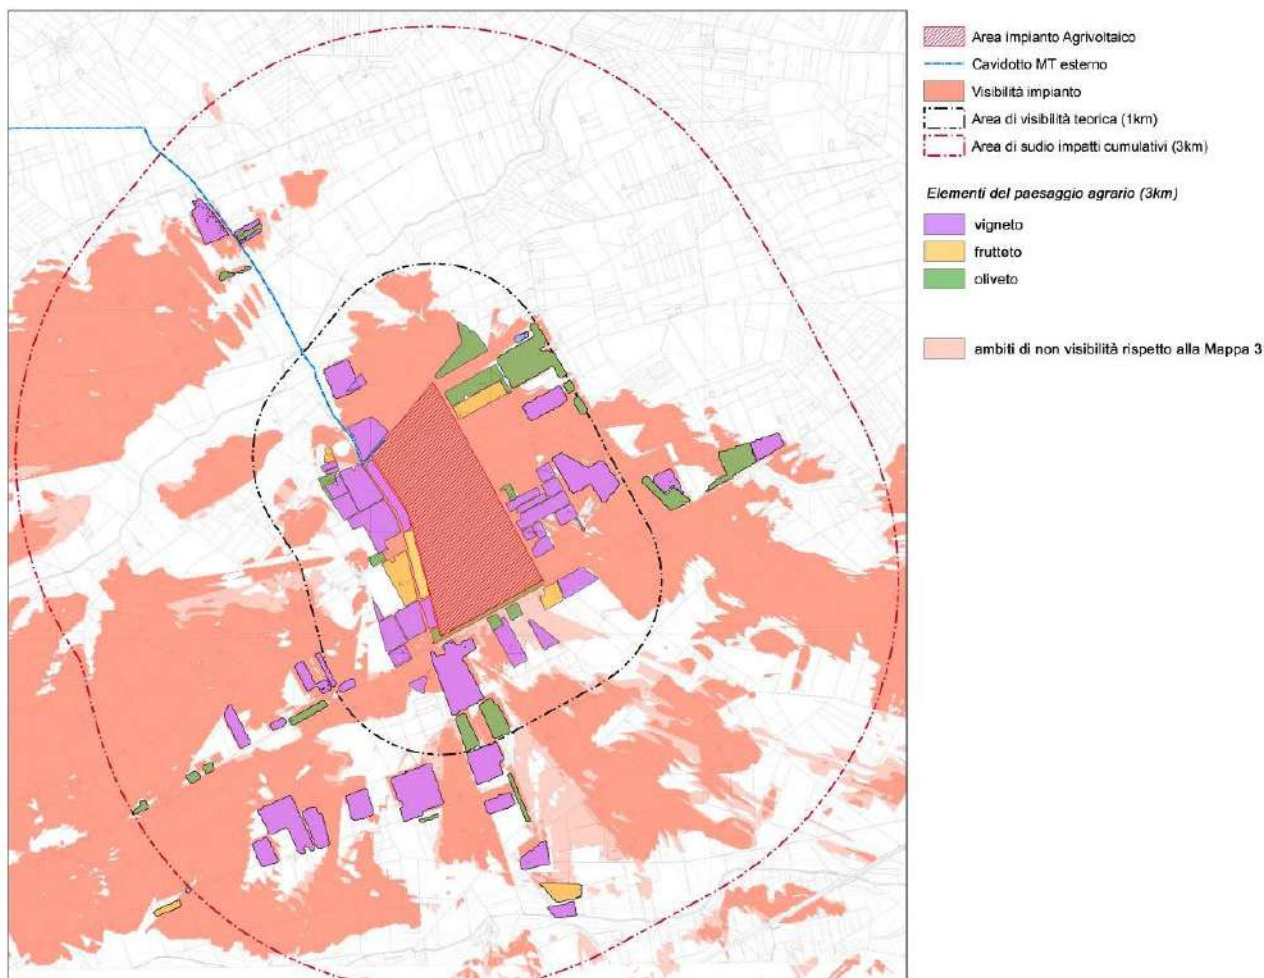 Area impianto Agrivoltaico
Cavidotto MT esterno
Visibilità impianto
Area di visibilità teorica (1km)
Area di sudio impatti cumulativi (3km)
Elementi del paesaggio agrario (3km)
vigneto
frutteto
oliveto
ambiti di non visibilità rispetto alla Mappa 3